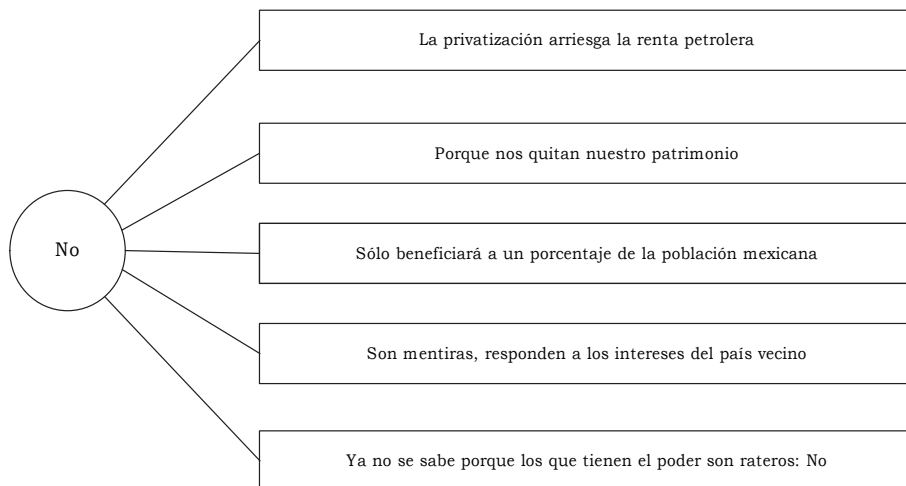 La privatización arriesga la renta petrolera
Porque nos quitan nuestro patrimonio
No
Sólo beneficiará a un porcentaje de la población mexicana
Son mentiras, responden a los intereses del país vecino
Ya no se sabe porque los que tienen el poder son rateros: No